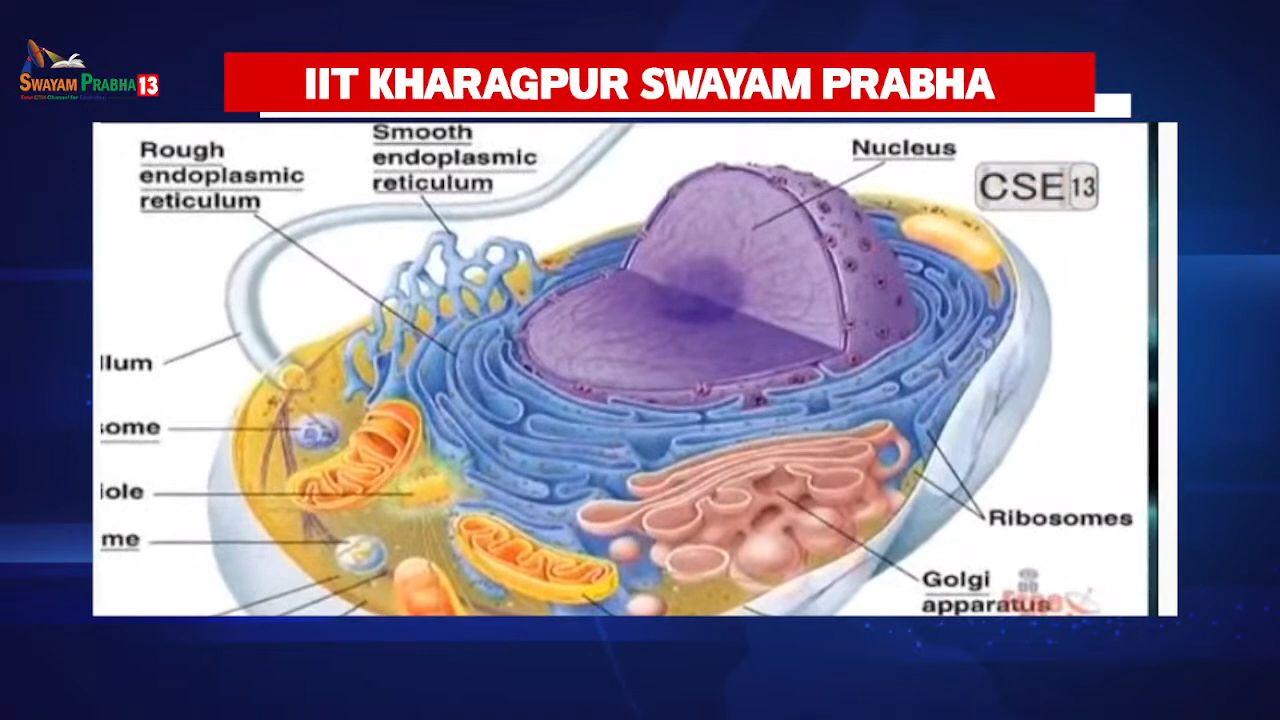 SWAYAM PRABHA 13
IIT KHARAGPUR SWAYAM PRABHA
Rough
endoplasmic
reticulum
Smooth
endoplasmic
reticulum
Nucleus
CSE 13
llum
some
iole
me
Ribosomes
Golgi
apparatus